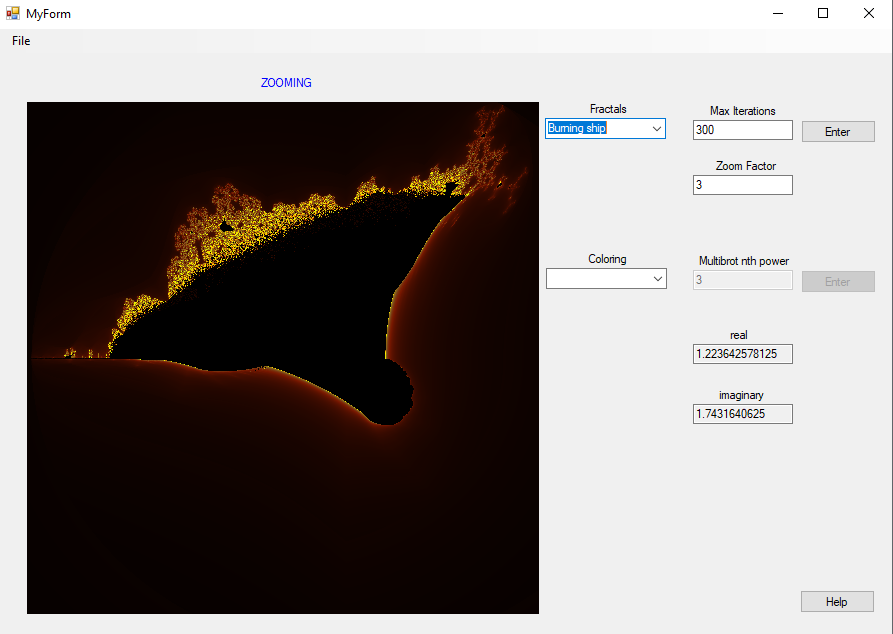 MyForm
File
ZOOMING
Fractals
Burning ship
Max Iterations
300
Enter
Zoom Factor
3
Coloring
Multibrot nth power
3
Enter
real
1.223642578125
imaginary
1.7431640625
Help